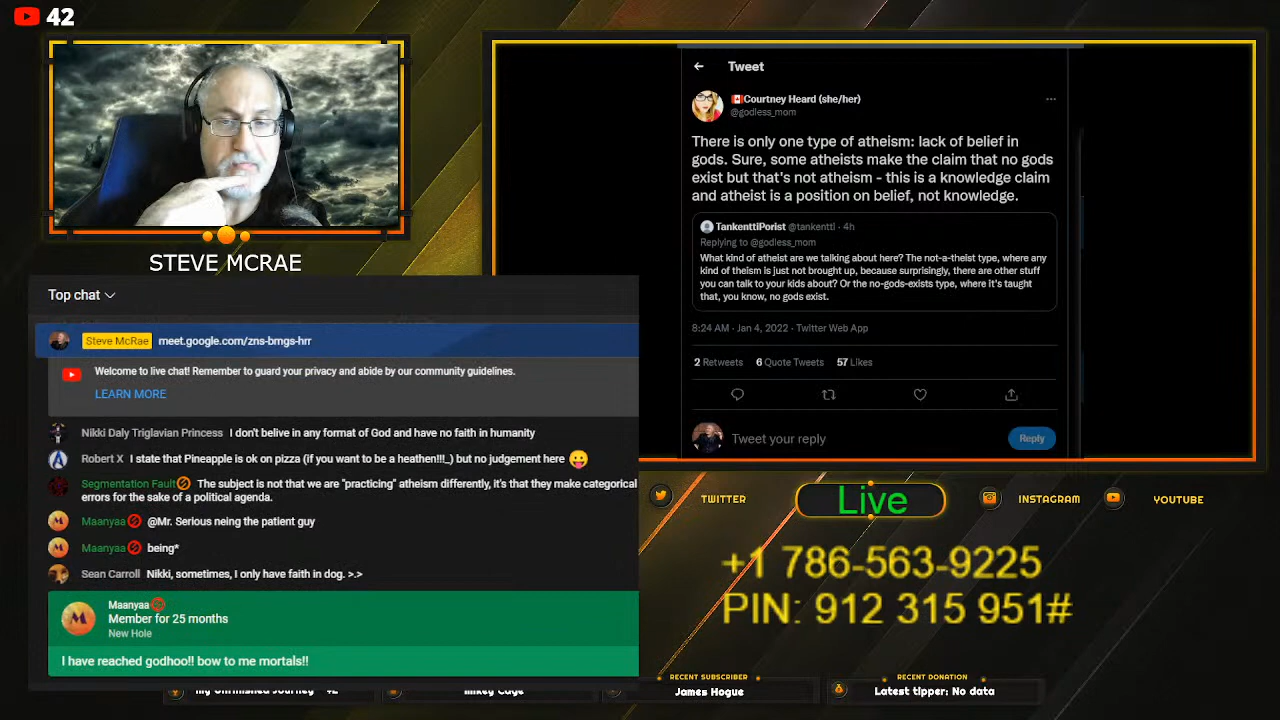 42
STEVE MCRAE
Tweet
Courtney Heard (she/her)
@godless_mom
There is only one type of atheism: lack of belief in
gods. Sure, some atheists make the claim that no gods
exist but that's not atheism - this is a knowledge claim
and atheist is a position on belief, not knowledge.
TankenttiPorist @tankentti · 4h
Replying to @godless_mom
What kind of atheist are we talking about here? The not-a-theist type, where any
kind of theism is just not brought up, because surprisingly, there are other stuff
you can talk to your kids about? Or the no-gods-exists type, where it's taught
that, you know, no gods exist.
8:24 AM · Jan 4, 2022 · Twitter Web App
2 Retweets 6 Quote Tweets 57 Likes
Tweet your reply
Reply
Top chat
Steve McRae meet.google.com/zns-bmgs-hrr
Welcome to live chat! Remember to guard your privacy and abide by our community guidelines.
LEARN MORE
Nikki Daly Triglavian Princess I don't belive in any format of God and have no faith in humanity
Robert X I state that Pineapple is ok on pizza (if you want to be a heathen!!!_) but no judgement here
Segmentation Fault The subject is not that we are "practicing" atheism differently, it's that they make categorical
errors for the sake of a political agenda.
Maanyaa @Mr. Serious neing the patient guy
Maanyaa being*
Sean Carroll Nikki, sometimes, I only have faith in dog. >.>
M
Maanyaa
Member for 25 months
New Hole
I have reached godhoo!! bow to me mortals!!
TWITTER
Live
INSTAGRAM
YOUTUBE
+1 786-563-9225
PIN: 912 315 951#
My Unfinished Journey
Mikey Cage
RECENT SUBSCRIBER
James Hogue
RECENT DONATION
Latest tipper: No data